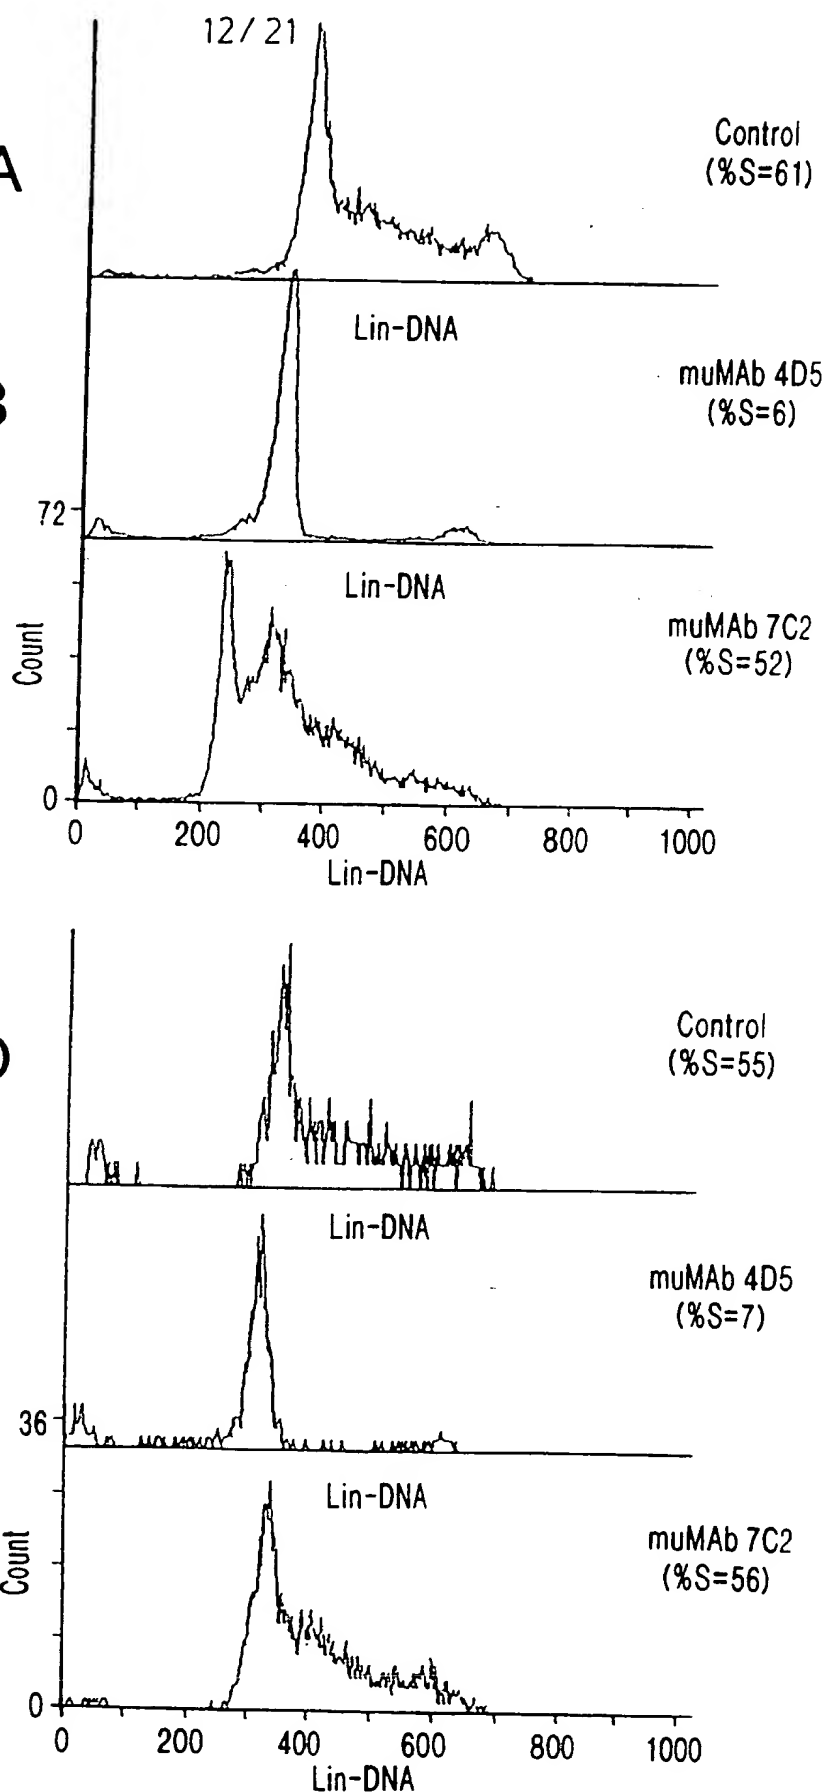 12/21
A
Control
(%S=61)
Lin-DNA
B
muMAb 4D5
(%S=6)
72
Lin-DNA
muMAb 7C2
(%S=52)
Count
0
0 200 400 600 800 1000
Lin-DNA
D
Control
(%S=55)
Lin-DNA
muMAb 4D5
(%S=7)
36
Lin-DNA
muMAb 7C2
(%S=56)
Count
0
0 200 400 600 800 1000
Lin-DNA